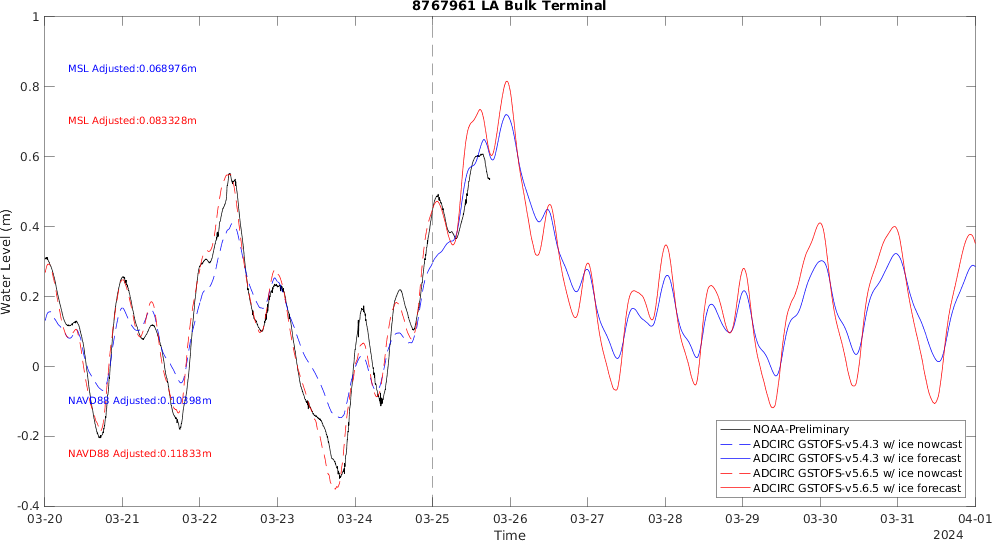 8767961 LA Bulk Terminal
1
0.8
0.6
0.4
0.2
0
-0.2
-0.4
Water Level (m)
MSL Adjusted:0.068976m
MSL Adjusted:0.083328m
NAVD88 Adjusted:0.10398m
NAVD88 Adjusted:0.11833m
NOAA-Preliminary
ADCIRC GSTOFS-v5.4.3 w/ ice nowcast
ADCIRC GSTOFS-v5.4.3 w/ ice forecast
ADCIRC GSTOFS-v5.6.5 w/ ice nowcast
ADCIRC GSTOFS-v5.6.5 w/ ice forecast
03-20 03-21 03-22 03-23 03-24 03-25 03-26 03-27 03-28 03-29 03-30 03-31 04-01
Time
2024